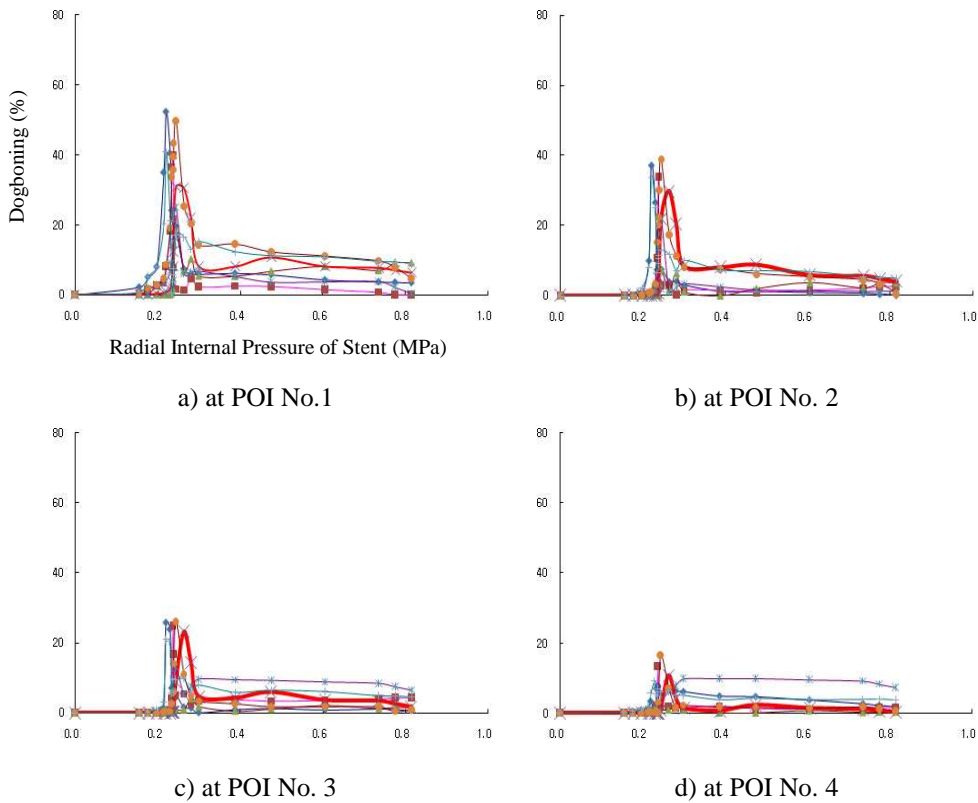 80
60
40
20
0
Dogboning (%)
0.0 0.2 0.4 0.6 0.8 1.0
Radial Internal Pressure of Stent (MPa)
a) at POI No.1
80
60
40
20
0
0.0 0.2 0.4 0.6 0.8 1.0
b) at POI No. 2
80
60
40
20
0
0.0 0.2 0.4 0.6 0.8 1.0
c) at POI No. 3
80
60
40
20
0
0.0 0.2 0.4 0.6 0.8 1.0
d) at POI No. 4